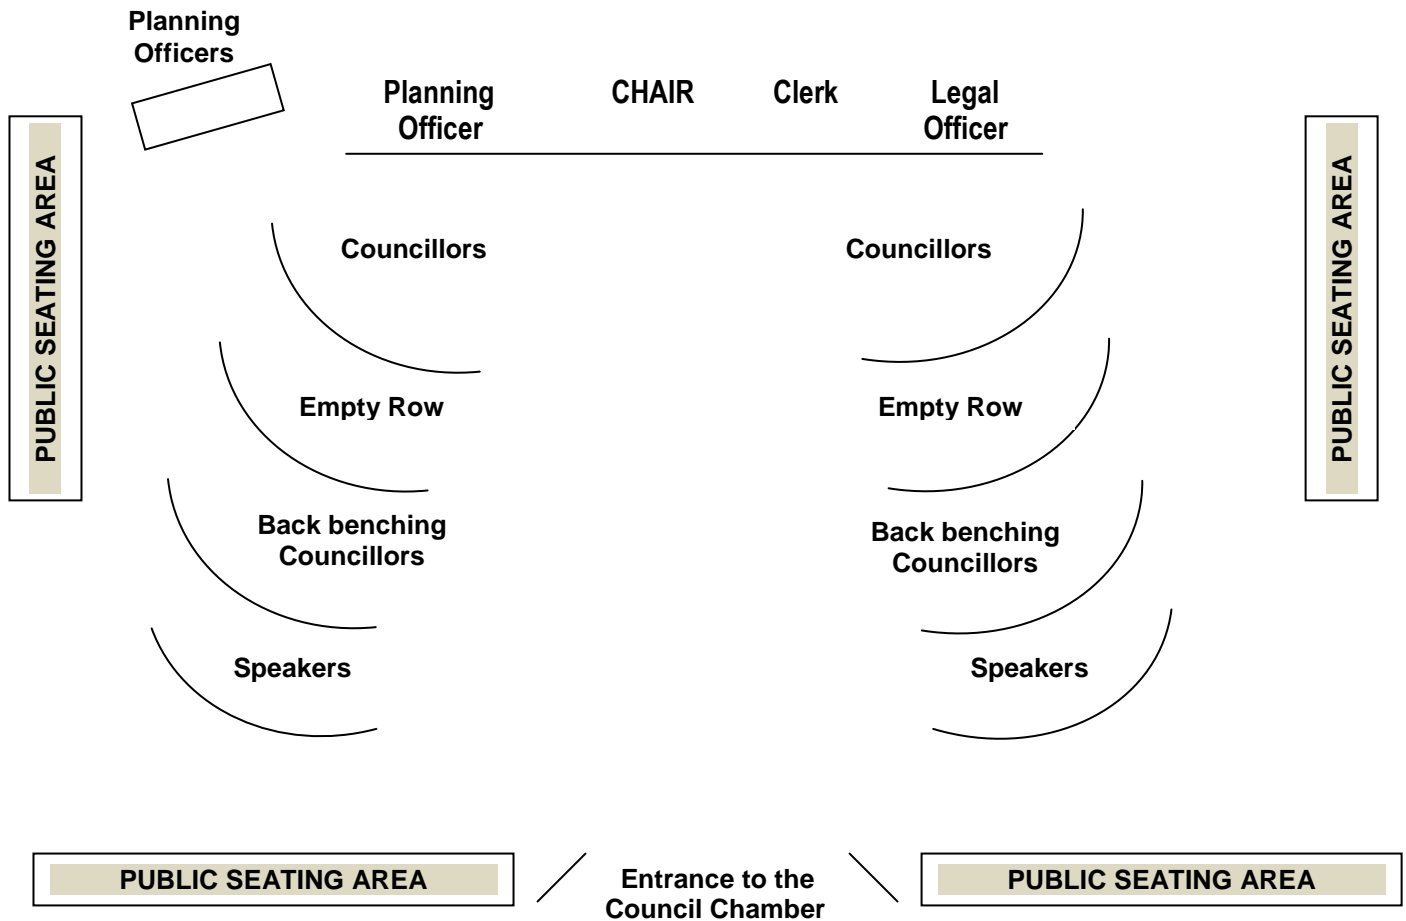 Planning
Officers
Planning
Officer
CHAIR
Clerk
Legal
Officer
PUBLIC SEATING AREA
PUBLIC SEATING AREA
Councillors
Councillors
Empty Row
Empty Row
Back benching
Councillors
Back benching
Councillors
Speakers
Speakers
PUBLIC SEATING AREA
Entrance to the
Council Chamber
PUBLIC SEATING AREA